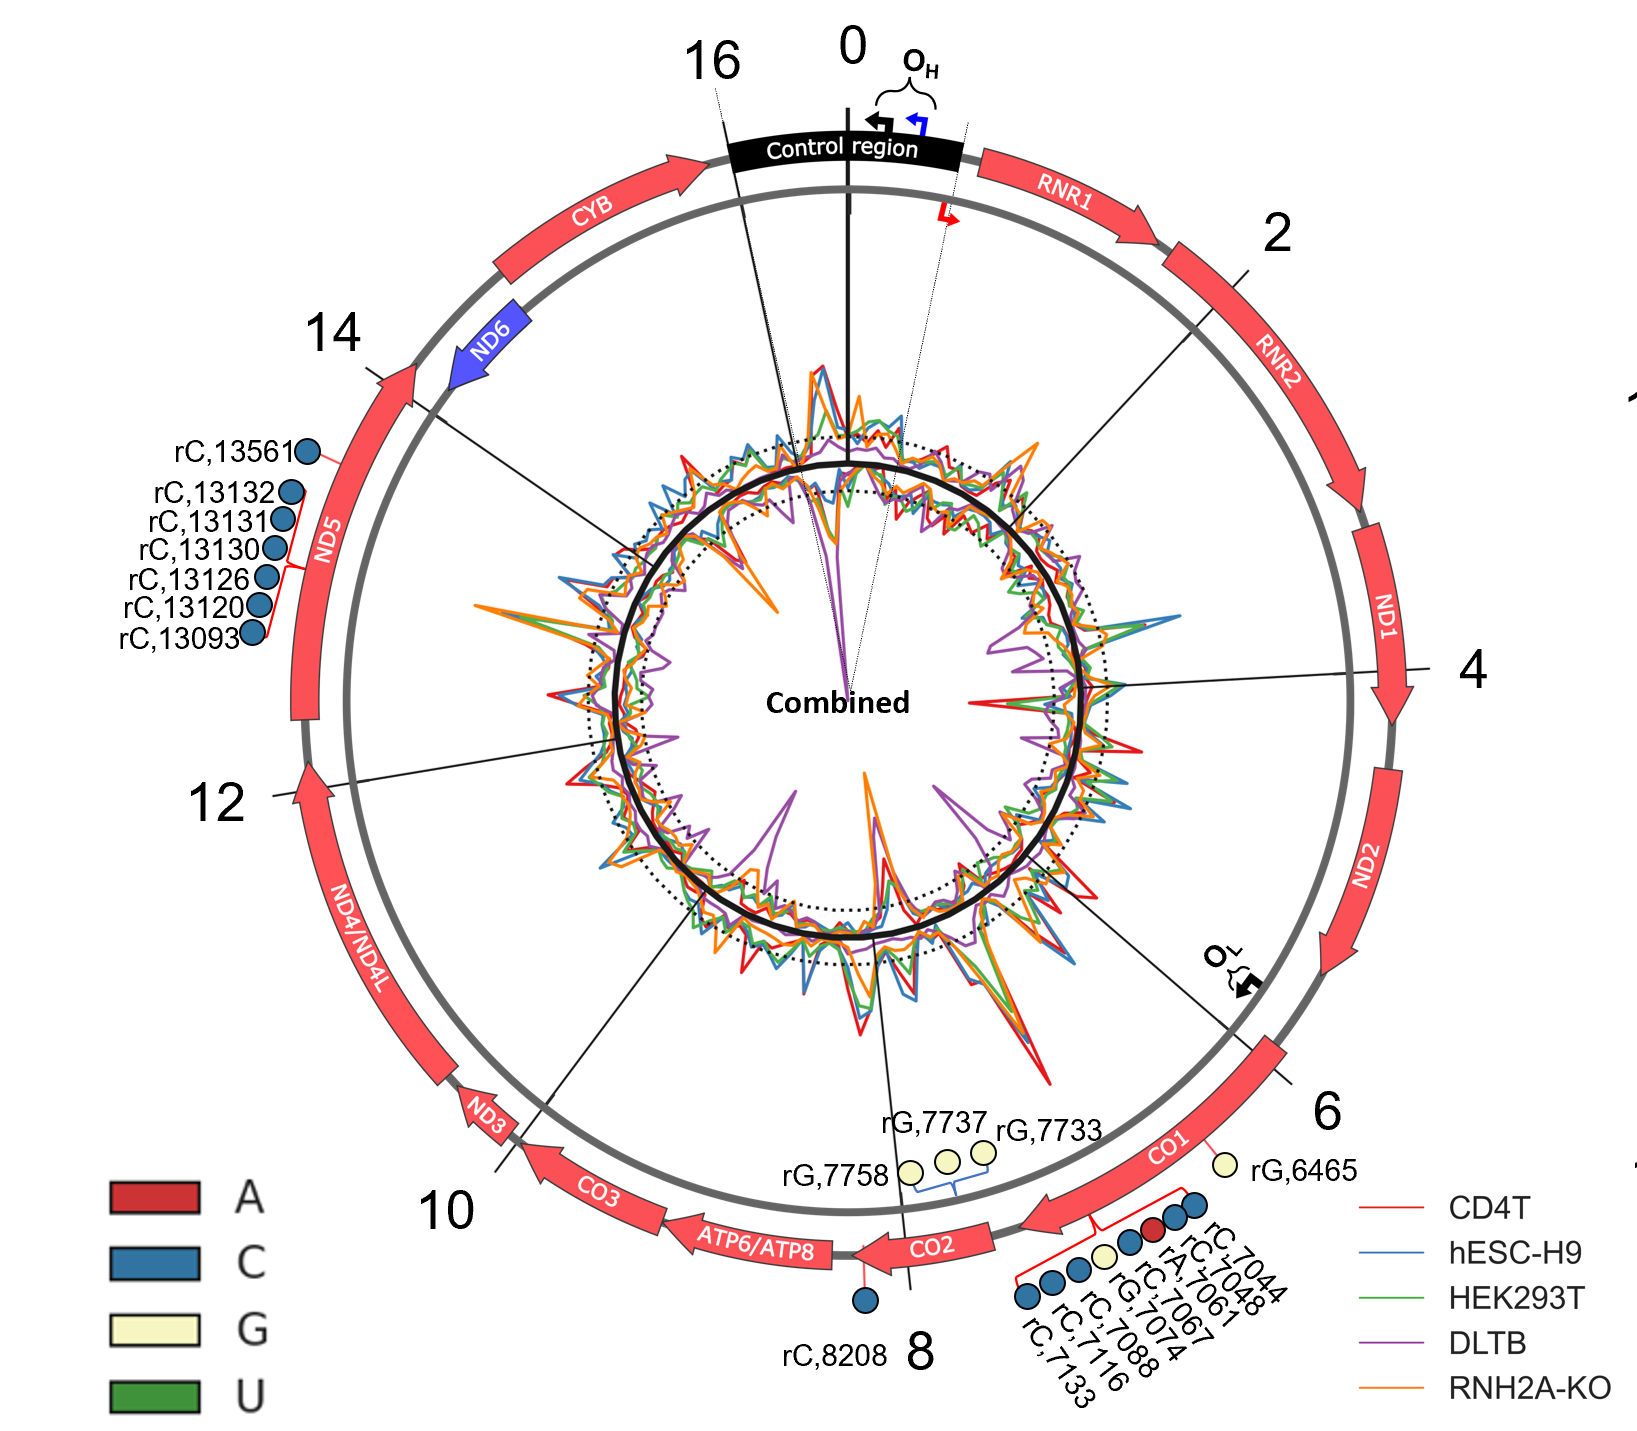 0
16
OH
Control region
RNR1
CYB
2
14
ND6
RNR2
rC,13561
rC,13132
rC,13131
rC,13130
rC,13126
rC,13120
rC,13093
ND5
ND1
4
Combined
12
ND2
ND4/ND4L
OL
6
ND3
CO1
rG,7737
rG,7733
rG,7758
rG,6465
10
CO3
ATP6/ATP8
CO2
rC,7044
rC,7048
rA,7061
rC,7067
rG,7074
rC,7088
rC,7116
rC,7133
rC,8208
8
A
C
G
U
CD4T
hESC-H9
HEK293T
DLTB
RNH2A-KO